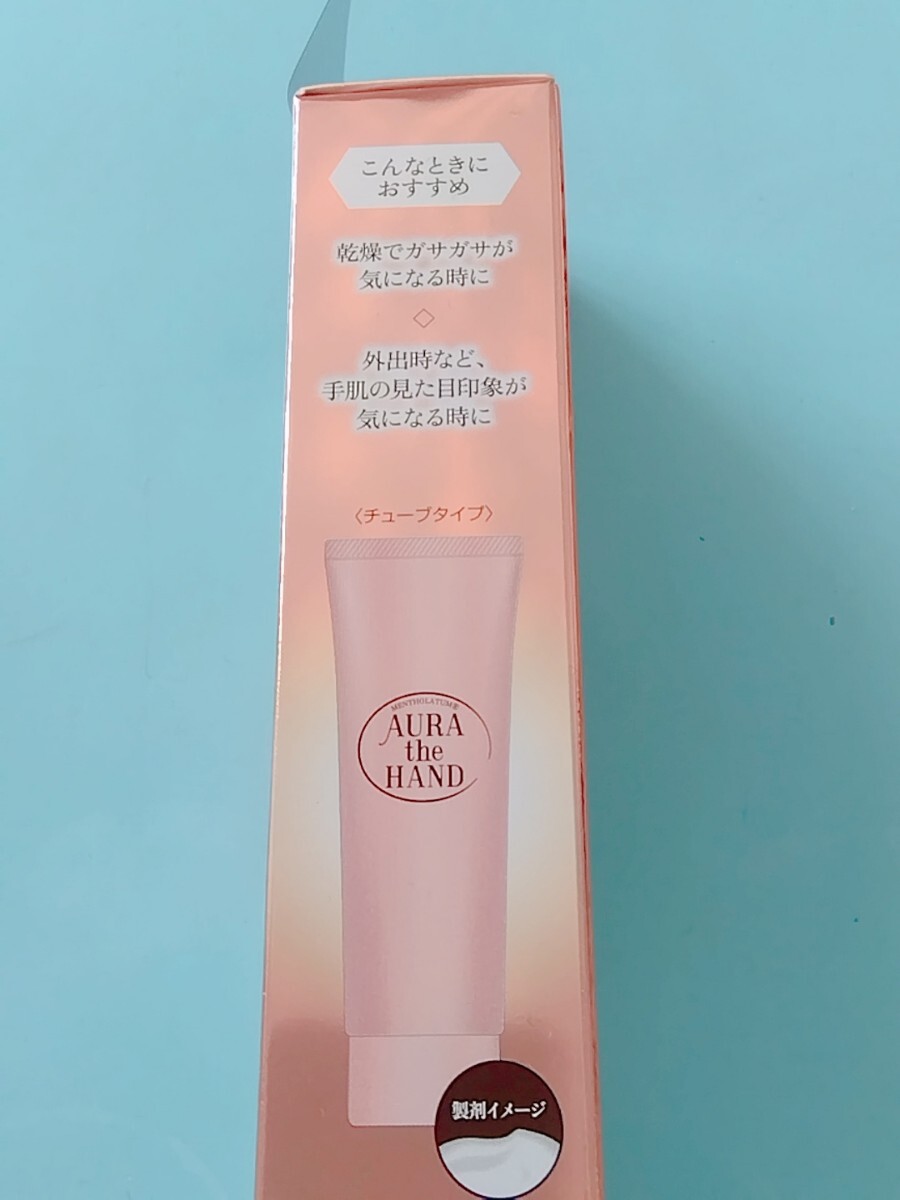 こんなときに
おすすめ
乾燥でガサガサが
気になる時に
外出時など、
手肌の見た目印象が
気になる時に
〈チューブタイプ〉
MENTHOLATUM®
AURA
the
HAND
製剤イメージ